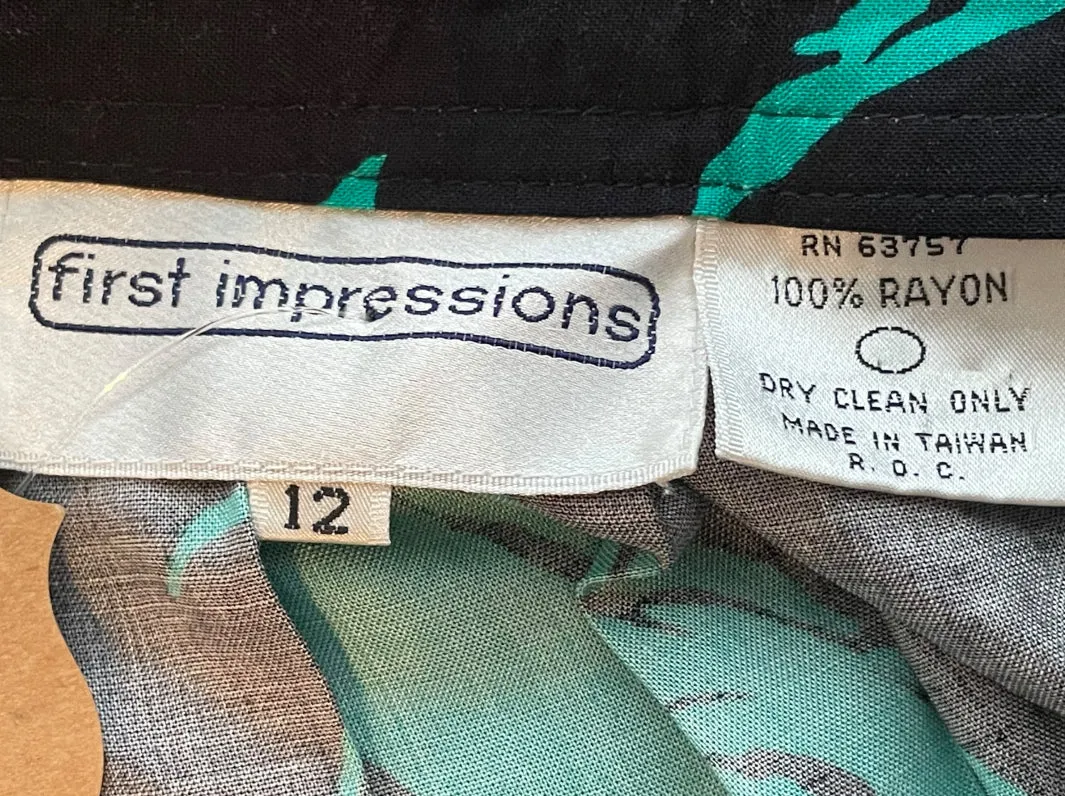 first impressions
12
RN 63757
100% RAYON
DRY CLEAN ONLY
MADE IN TAIWAN
R. O. C.